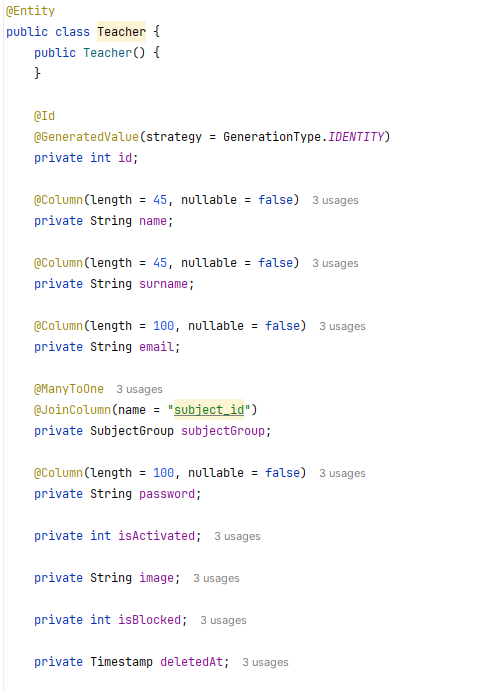 @Entity
public class Teacher {
    public Teacher() {
    }
    @Id
    @GeneratedValue(strategy = GenerationType.IDENTITY)
    private int id;
    @Column(length = 45, nullable = false) 3 usages
    private String name;
    @Column(length = 45, nullable = false) 3 usages
    private String surname;
    @Column(length = 100, nullable = false) 3 usages
    private String email;
    @ManyToOne 3 usages
    @JoinColumn(name = "subject_id")
    private SubjectGroup subjectGroup;
    @Column(length = 100, nullable = false) 3 usages
    private String password;
    private int isActivated; 3 usages
    private String image; 3 usages
    private int isBlocked; 3 usages
    private Timestamp deletedAt; 3 usages